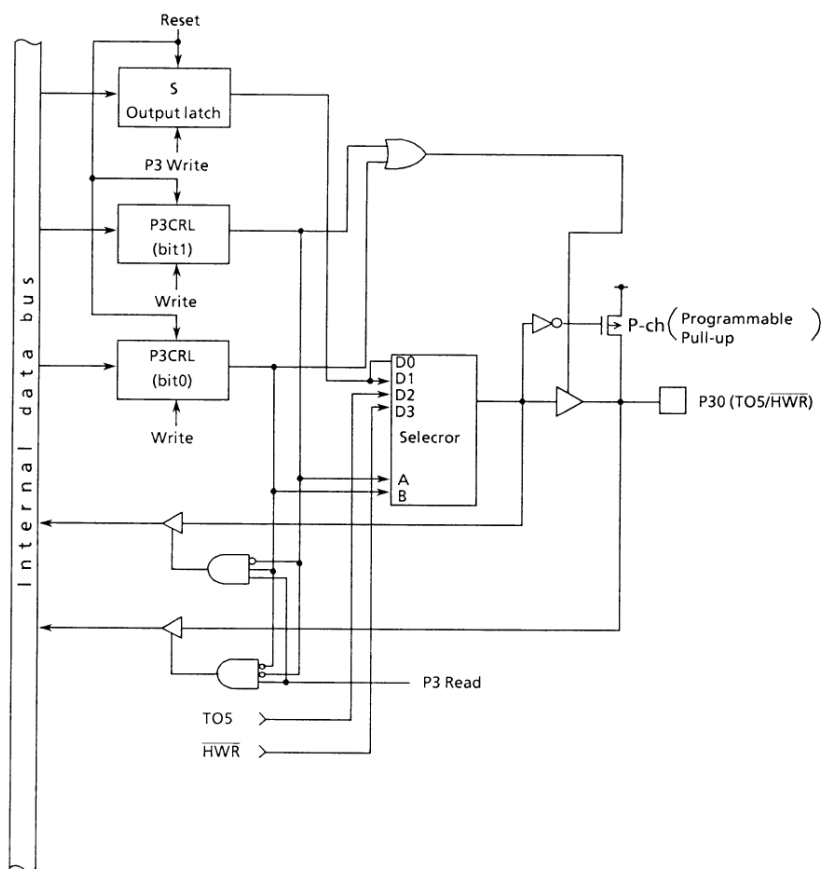 Reset
S
Output latch
P3 Write
P3CRL
(bit1)
Write
P3CRL
(bit0)
Write
Internal data bus
D0
D1
D2
D3
Selecror
A
B
P-ch
(Programmable
Pull-up)
P30 (TO5/HWR)
P3 Read
TO5
HWR